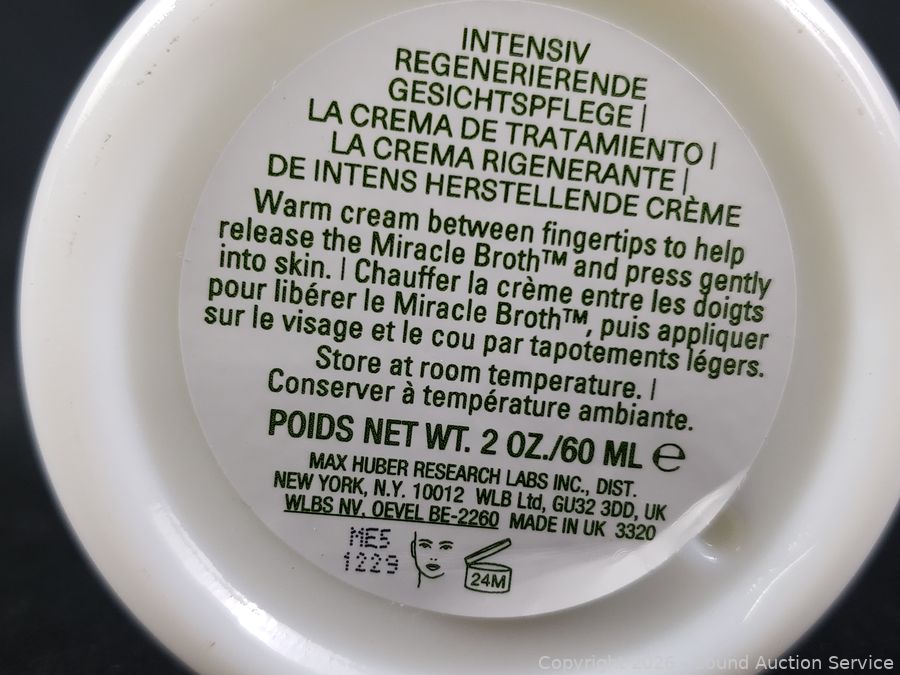 INTENSIV
REGENERIERENDE
GESICHTSPFLEGE |
LA CREMA DE TRATAMIENTO |
LA CREMA RIGENERANTE |
DE INTENS HERSTELLENDE CRÈME
Warm cream between fingertips to help
release the Miracle Broth™ and press gently
into skin. | Chauffer la crème entre les doigts
pour libérer le Miracle Broth™, puis appliquer
sur le visage et le cou par tapotements légers.
Store at room temperature. |
Conserver à température ambiante.
POIDS NET WT. 2 OZ./60 ML ℮
MAX HUBER RESEARCH LABS INC., DIST.
NEW YORK, N.Y. 10012 WLB Ltd, GU32 3DD, UK
WLBS NV, OEVEL BE-2260 MADE IN UK 3320
ME5
1229
24M
Copyright 2026 Sound Auction Service